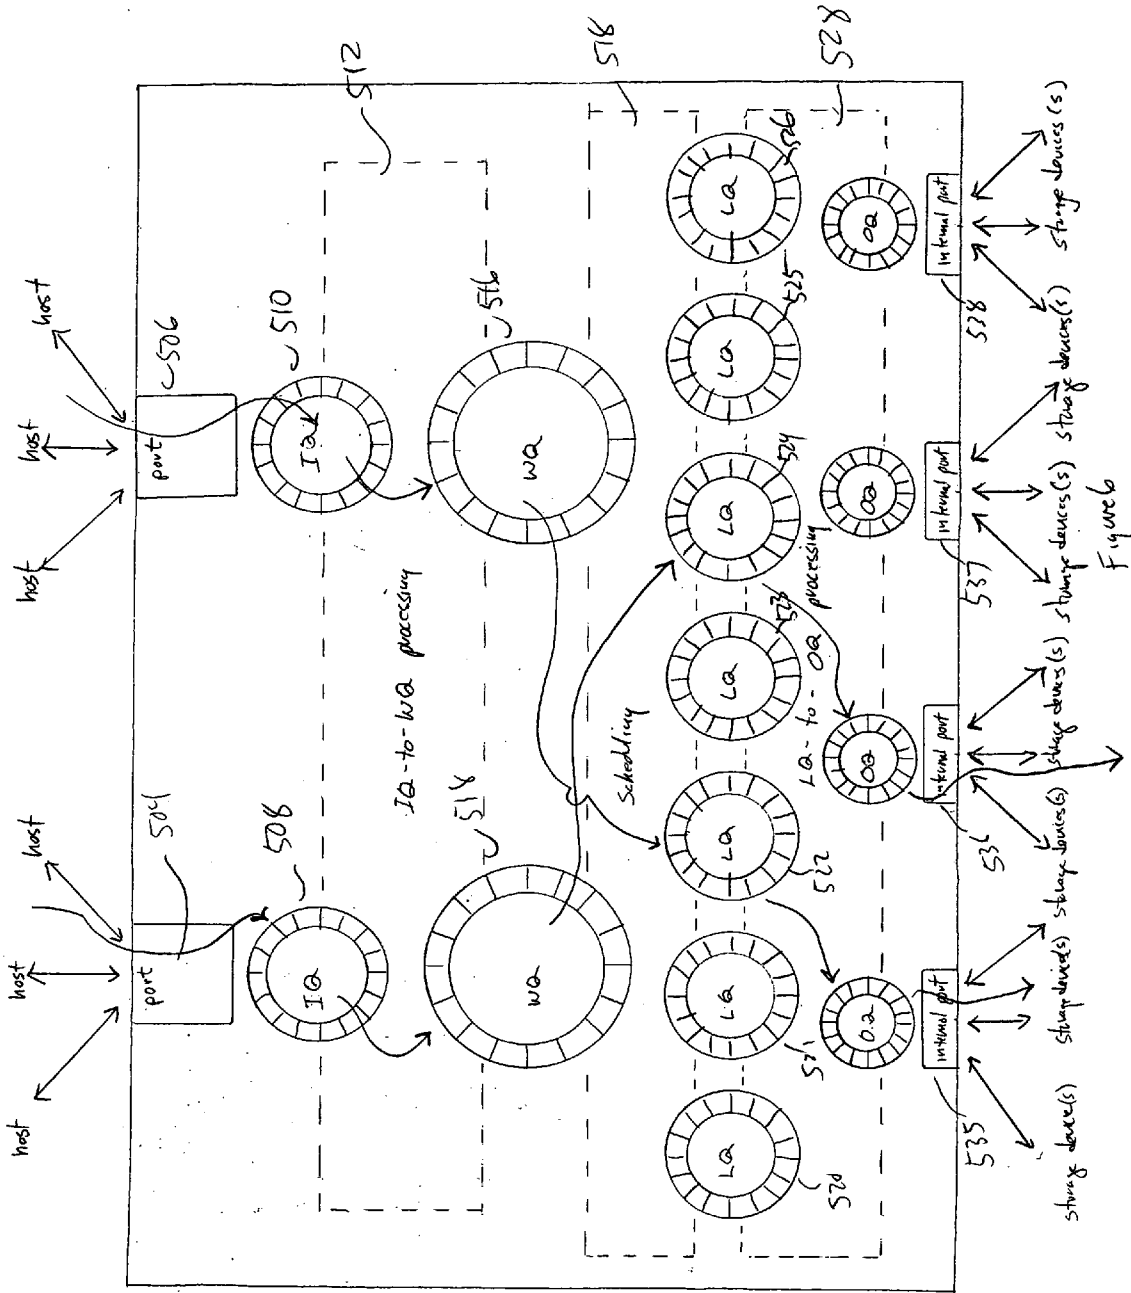 host
host
host
host
host
host
port
504
port
506
IQ
508
IQ
510
512
IQ-to-WQ processing
WQ
518
WQ
516
518
Scheduling
LQ
520
LQ
521
LQ
522
LQ
523
LQ
524
LQ
525
LQ
526
LQ-to-OQ
processing
528
O.Q
OQ
OQ
OQ
internal port
internal port
internal port
internal port
535
536
537
538
storage device(s)
storage device(s)
storage devices(s)
storage devices(s)
storage devices(s)
storage devices(s)
storage devices(s)
storage devices(s)
storage devices(s)
Figure 6